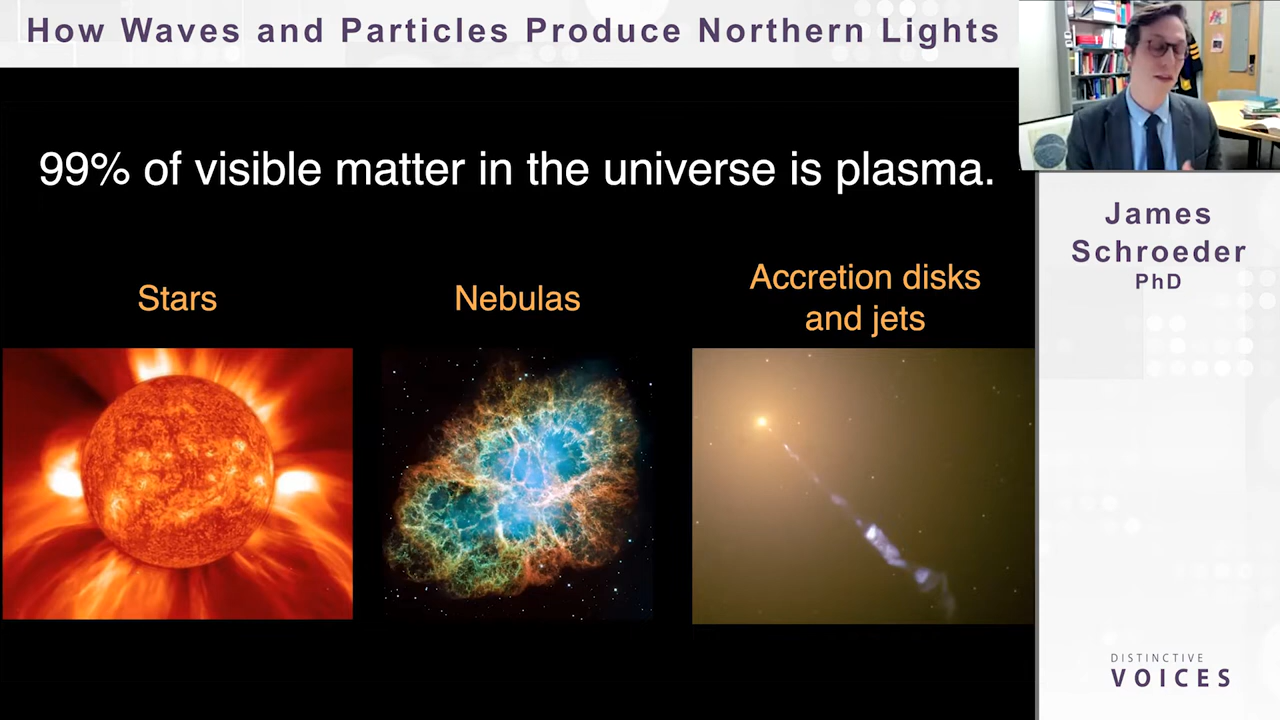 How Waves and Particles Produce Northern Lights
99% of visible matter in the universe is plasma.
Stars
Nebulas
Accretion disks
and jets
James
Schroeder
PhD
DISTINCTIVE
VOICES